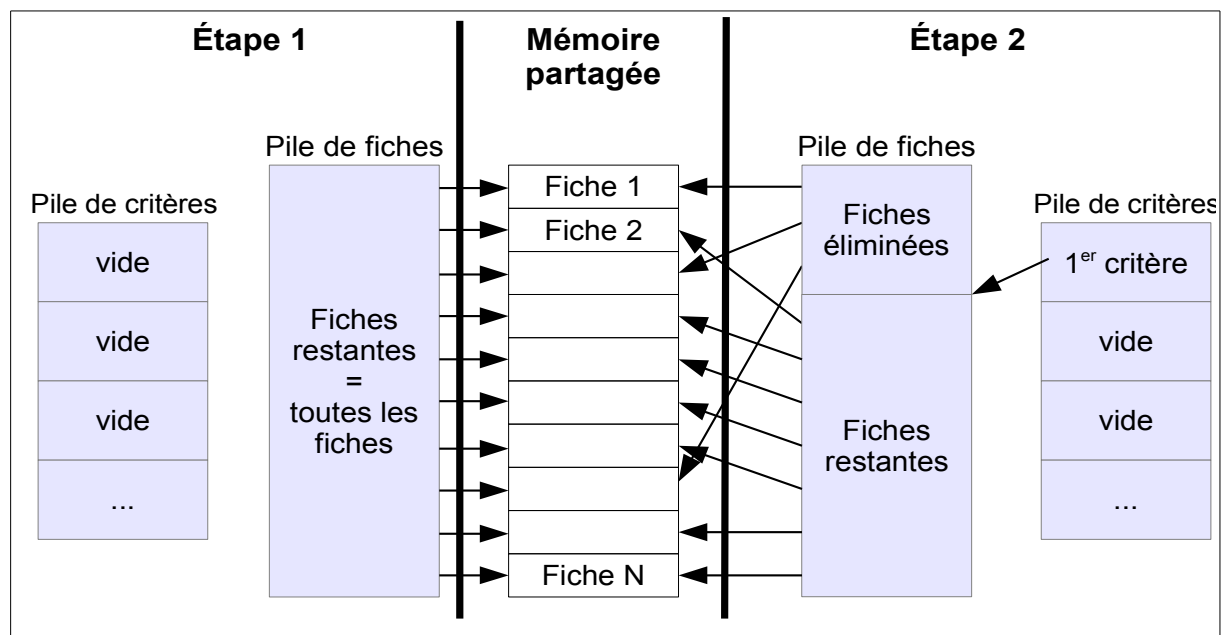 Étape 1
Mémoire
partagée
Étape 2
Pile de fiches
Pile de critères
vide
vide
vide
...
Fiches
restantes
=
toutes les
fiches
Fiche 1
Fiche 2
Fiche N
Pile de fiches
Fiches
éliminées
Fiches
restantes
Pile de critères
1er critère
vide
vide
...